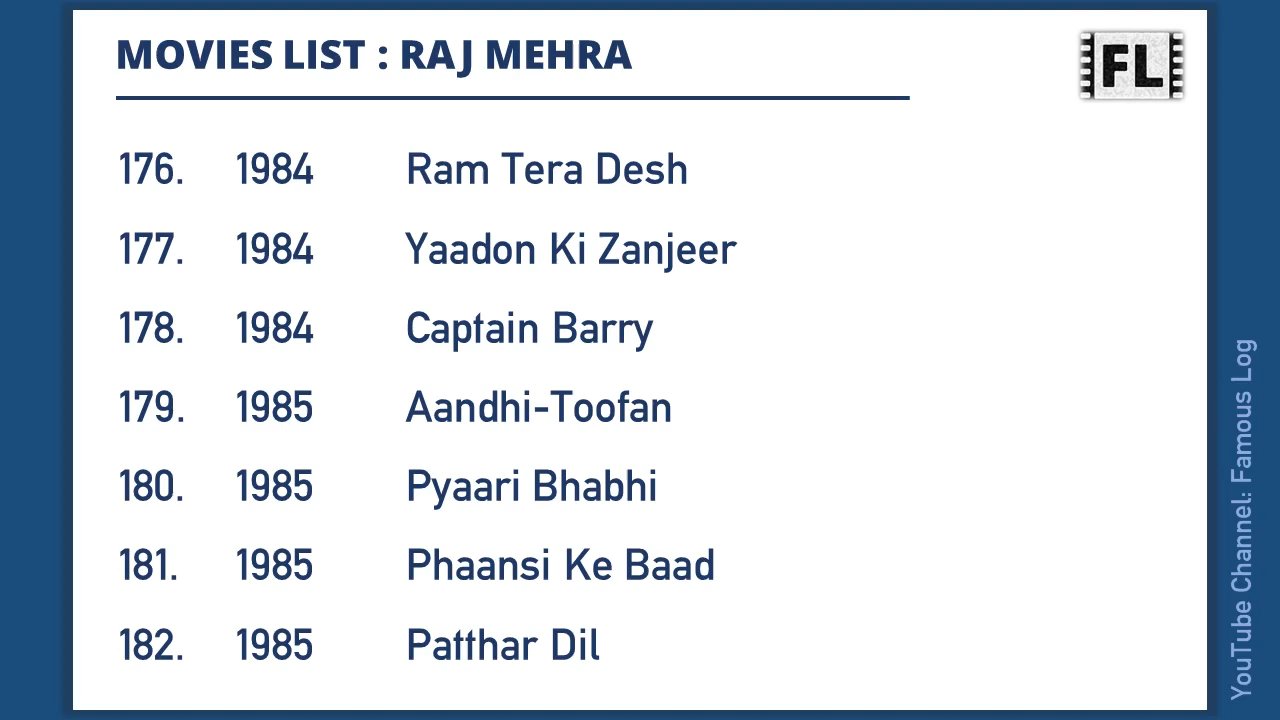 MOVIES LIST : RAJ MEHRA
FL
176. 1984 Ram Tera Desh
177. 1984 Yaadon Ki Zanjeer
178. 1984 Captain Barry
179. 1985 Aandhi-Toofan
180. 1985 Pyaari Bhabhi
181. 1985 Phaansi Ke Baad
182. 1985 Patthar Dil
YouTube Channel: Famous Log